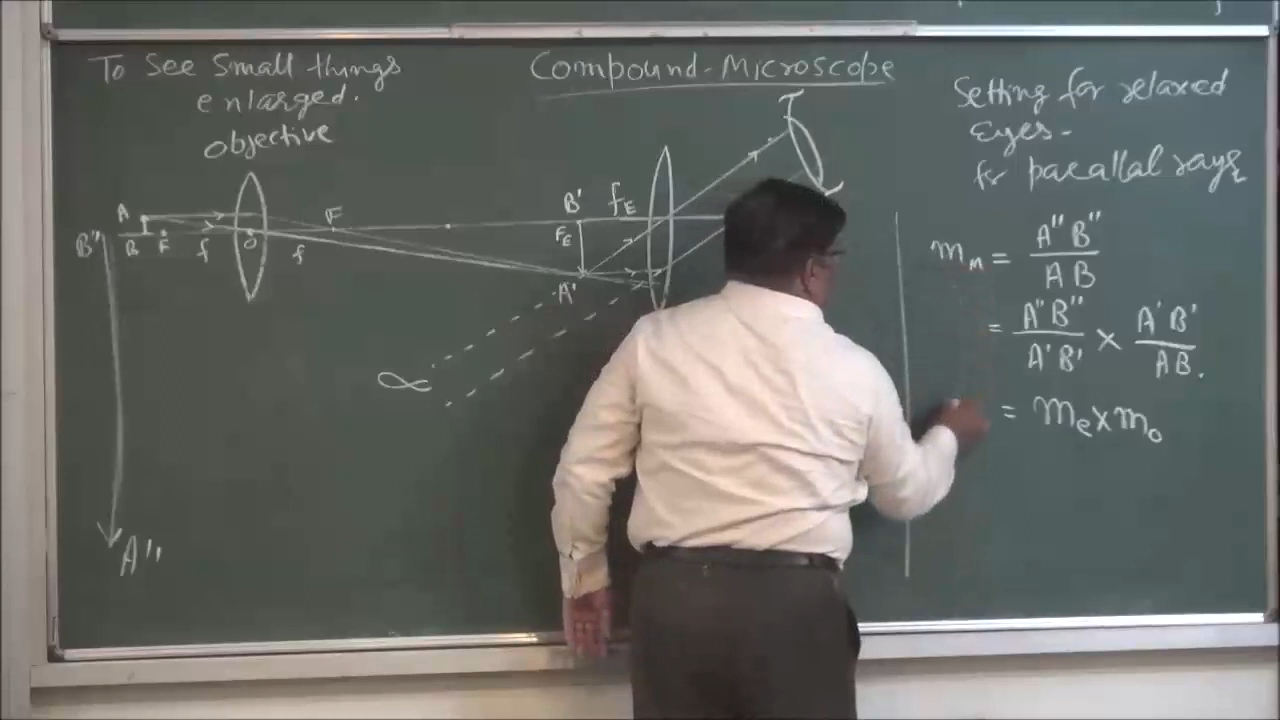 To See Small things
enlarged.
objective
Compound-Microscope
Setting for relaxed
Eyes-
for parallal rays
A
B
F
f
O
f
F
B'
fE
FE
A'
B"
∞
A"
mM = A"B" / AB
= A"B" / A'B' × A'B' / AB.
= me×mo